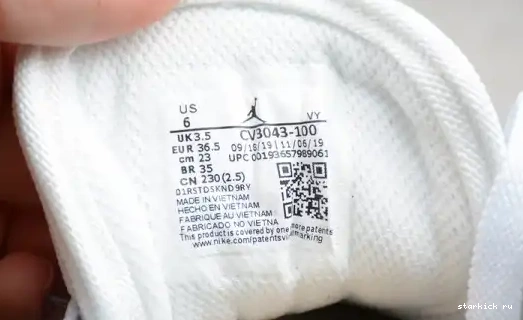 US
6 VY
UK 3.5 CV3043-100
EUR 36.5 09/18/19 | 11/06/19
cm 23 UPC 00193657989061
BR 35
CN 230(2.5)
01RSTDSKND9RY
MADE IN VIETNAM
HECHO EN VIETNAM
FABRIQUE AU VIETNAM
FABRICADO NO VIETNA
This product is covered by one more patents
www.nike.com/patents marking
starkick ru